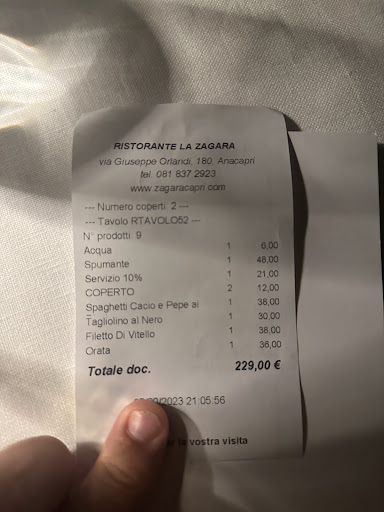 RISTORANTE LA ZAGARA
via Giuseppe Orlandi, 180, Anacapri
tel. 081 837 2923
www.zagaracapri.com
--- Numero coperti: 2 ---
--- Tavolo RTAVOLO52 ---
N° prodotti: 9
Acqua 1 6,00
Spumante 1 48,00
Servizio 10% 1 21,00
COPERTO 2 12,00
Spaghetti Cacio e Pepe ai 1 38,00
Tagliolino al Nero 1 30,00
Filetto Di Vitello 1 38,00
Orata 1 36,00
Totale doc. 229,00 €
/2023 21:05:56
la vostra visita